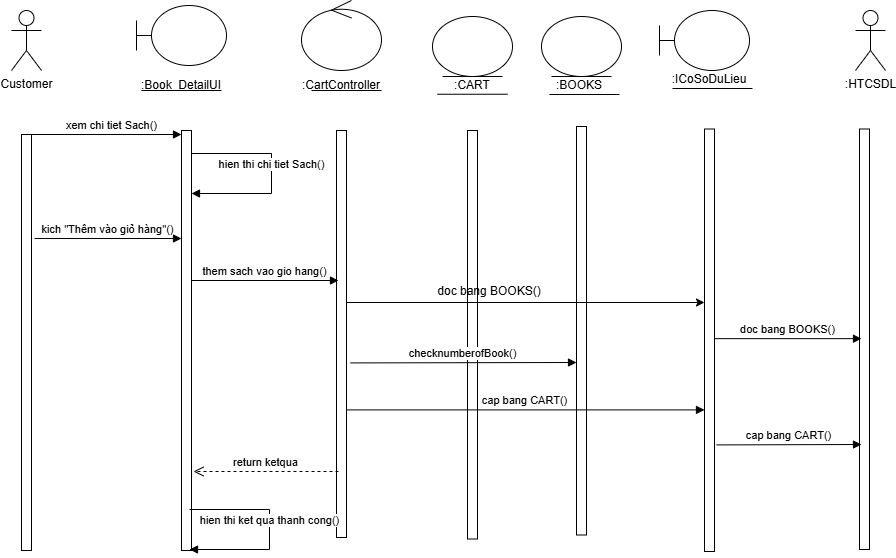 Customer
:Book_DetailUI
:CartController
:CART
:BOOKS
:ICoSoDuLieu
:HTCSDL
xem chi tiet Sach()
hien thi chi tiet Sach()
kich "Thêm vào giỏ hàng"()
them sach vao gio hang()
doc bang BOOKS()
doc bang BOOKS()
checknumberofBook()
cap bang CART()
cap bang CART()
return ketqua
hien thi ket qua thanh cong()